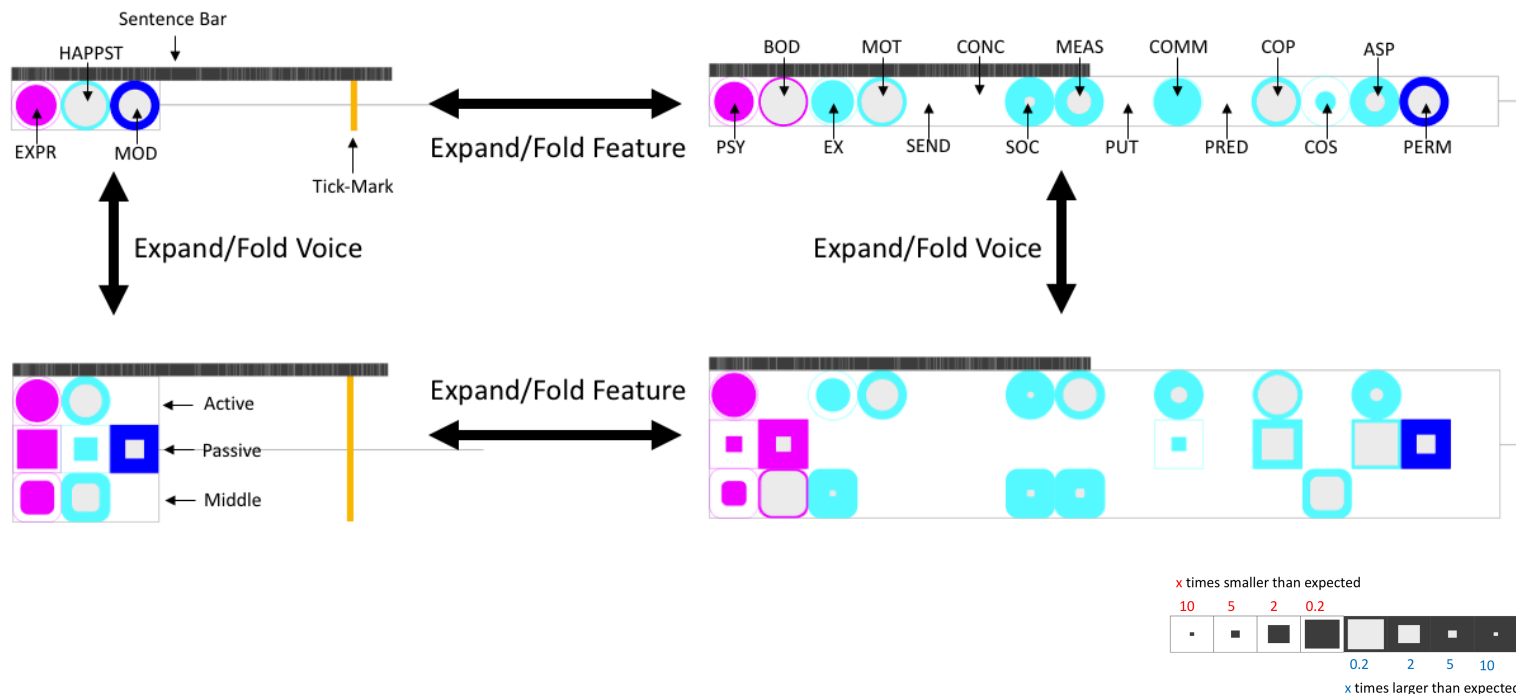 Sentence Bar
HAPPST
EXPR
MOD
Tick-Mark
Expand/Fold Feature
BOD
MOT
CONC
MEAS
COMM
COP
ASP
PSY
EX
SEND
SOC
PUT
PRED
COS
PERM
Expand/Fold Voice
Expand/Fold Voice
Active
Passive
Middle
Expand/Fold Feature
x times smaller than expected
10 5 2 0.2
0.2 2 5 10
x times larger than expected